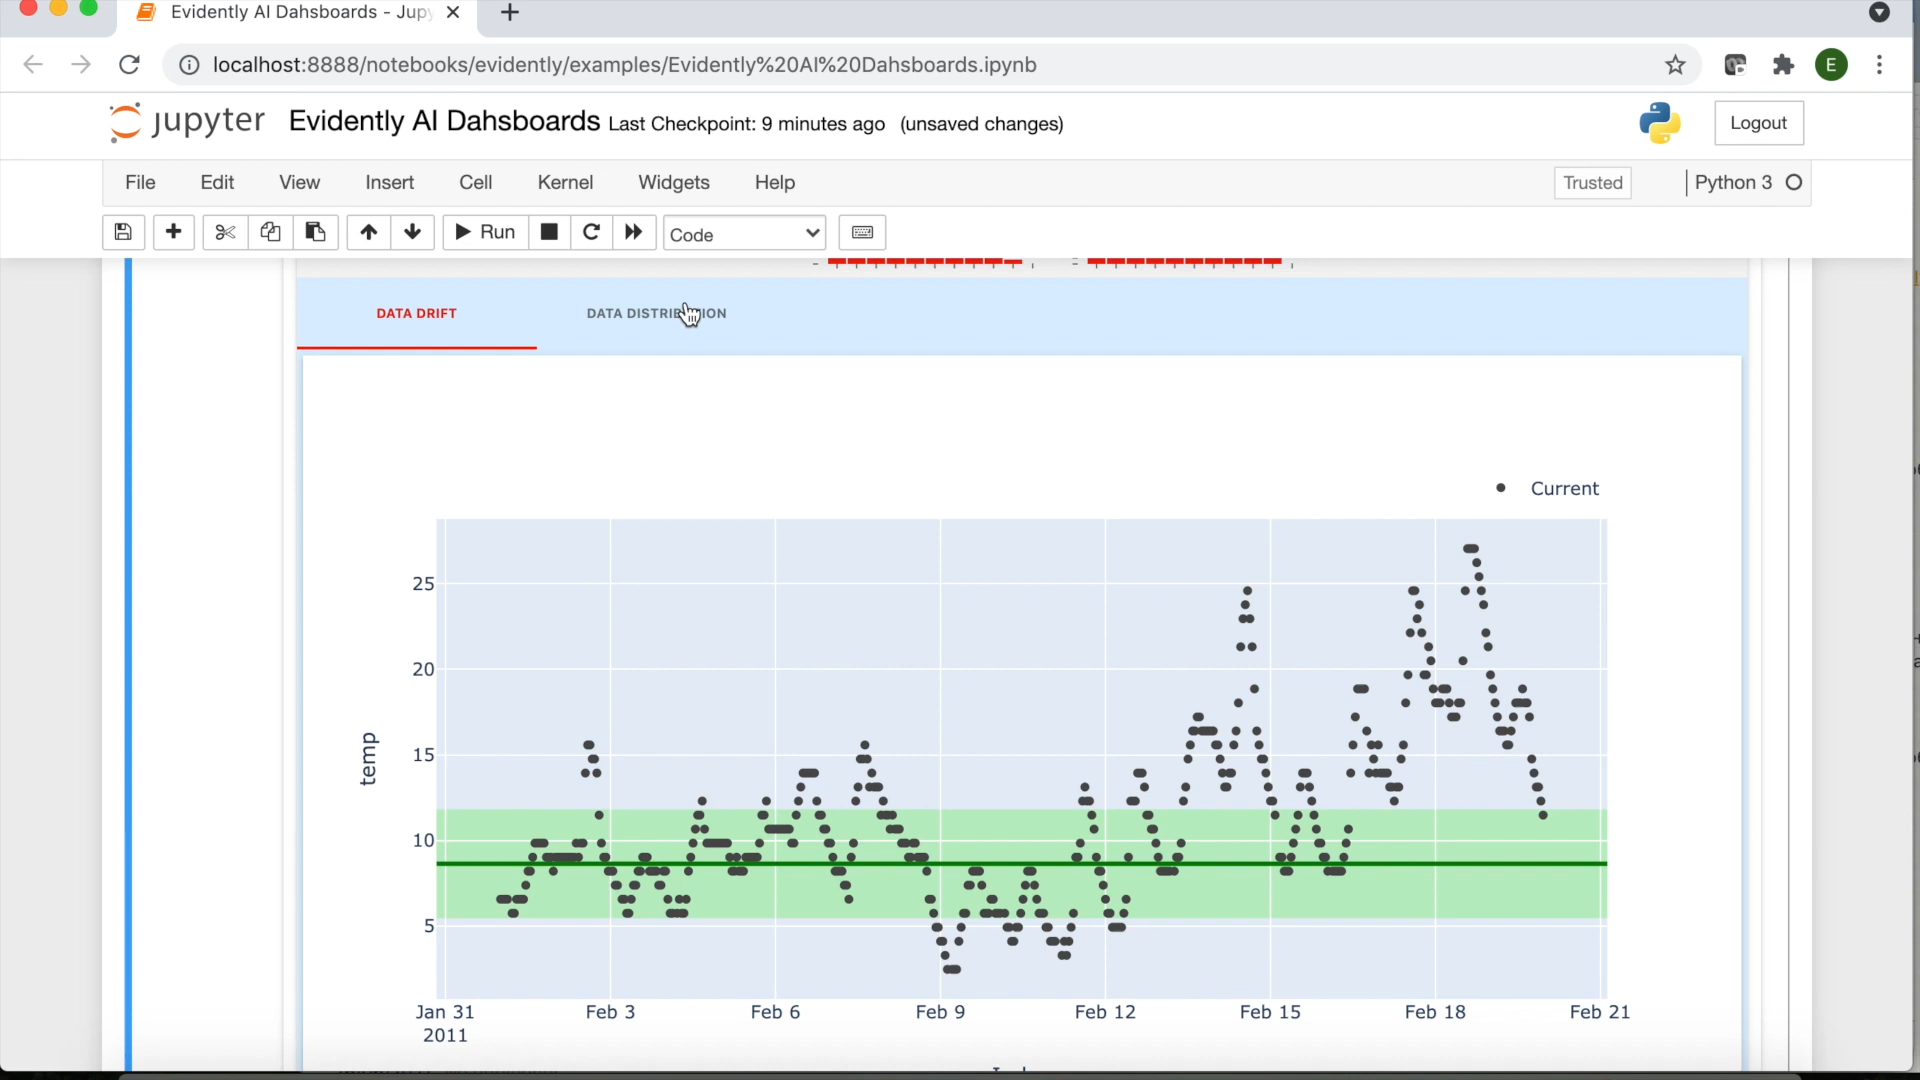 Evidently AI Dahsboards - Jupy
localhost:8888/notebooks/evidently/examples/Evidently%20AI%20Dahsboards.ipynb
E
jupyter Evidently AI Dahsboards Last Checkpoint: 9 minutes ago (unsaved changes)
Logout
File Edit View Insert Cell Kernel Widgets Help
Trusted
Python 3
Run
Code
DATA DRIFT
DATA DISTRIBUTION
Current
25
20
15
10
5
temp
Jan 31 Feb 3 Feb 6 Feb 9 Feb 12 Feb 15 Feb 18 Feb 21
2011